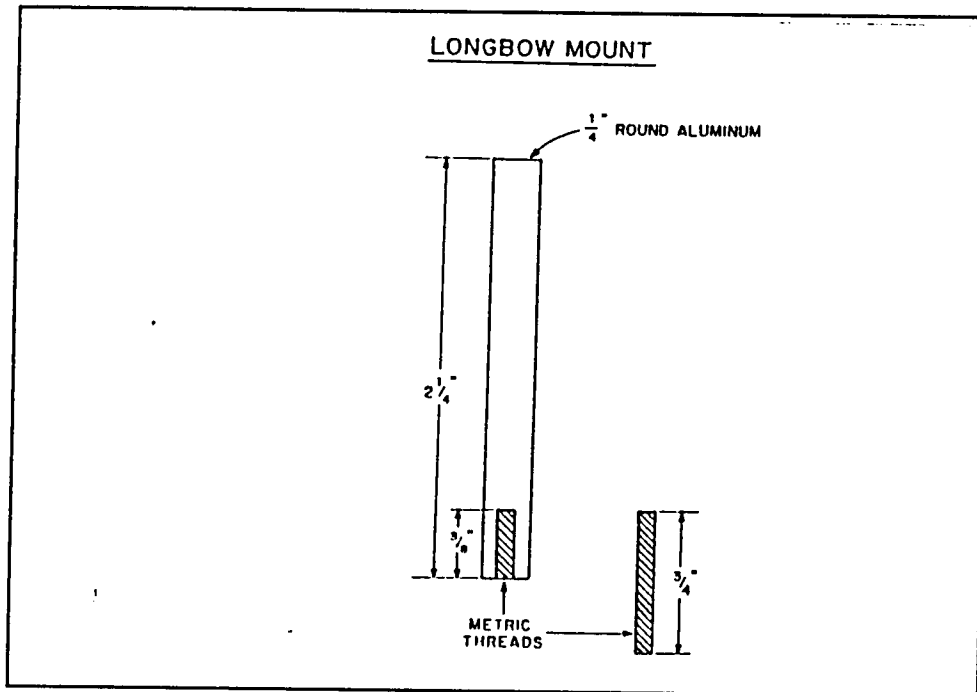 LONGBOW MOUNT
1/4" ROUND ALUMINUM
2 1/4"
3/8"
3/4"
METRIC
THREADS